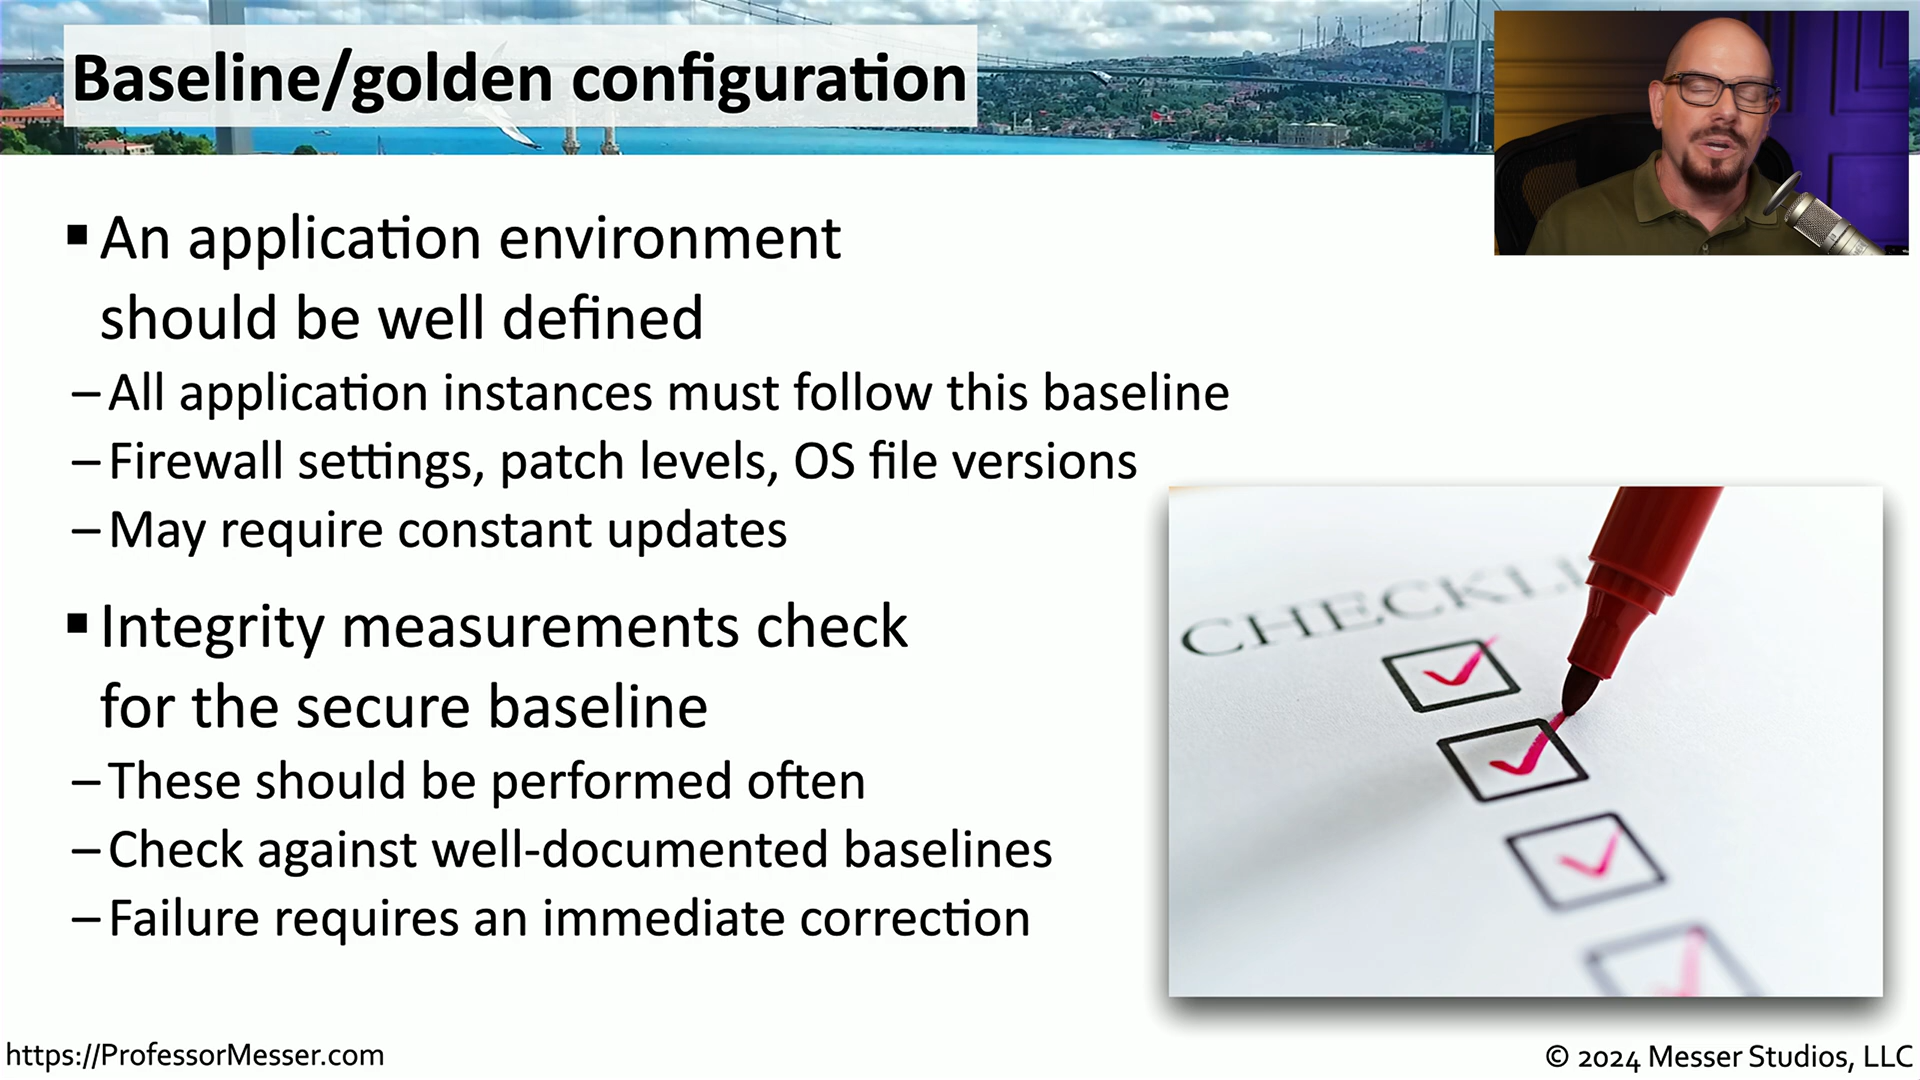 Baseline/golden configuration
▪ An application environment
should be well defined
– All application instances must follow this baseline
– Firewall settings, patch levels, OS file versions
– May require constant updates
▪ Integrity measurements check
for the secure baseline
– These should be performed often
– Check against well-documented baselines
– Failure requires an immediate correction
CHECKLI
https://ProfessorMesser.com
© 2024 Messer Studios, LLC